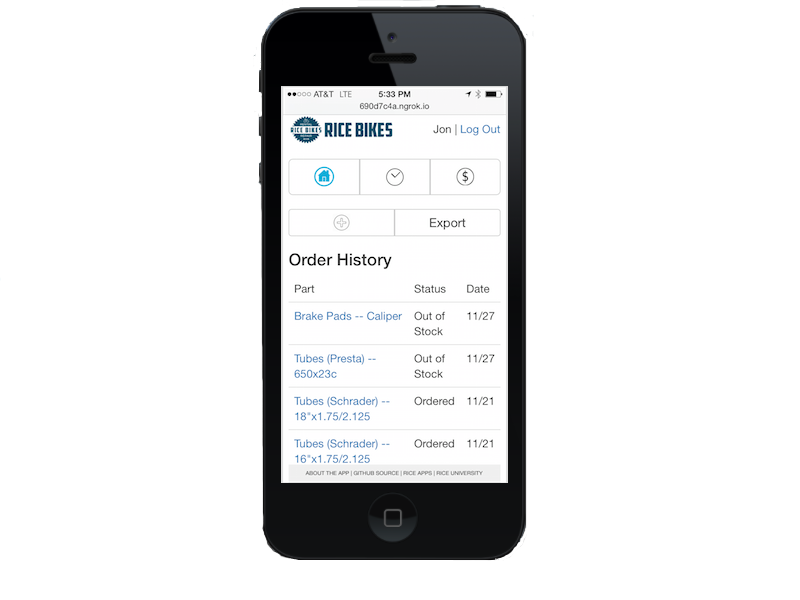 AT&T LTE 5:33 PM
690d7c4a.ngrok.io
RICE BIKES RICE BIKES Jon | Log Out
$
Export
Order History
Part Status Date
Brake Pads -- Caliper Out of Stock 11/27
Tubes (Presta) -- 650x23c Out of Stock 11/27
Tubes (Schrader) -- 18"x1.75/2.125 Ordered 11/21
Tubes (Schrader) -- 16"x1.75/2.125 Ordered 11/21
ABOUT THE APP | GITHUB SOURCE | RICE APPS | RICE UNIVERSITY